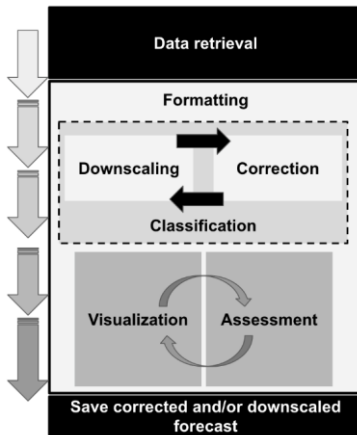 Data retrieval
Formatting
Downscaling
Correction
Classification
Visualization
Assessment
Save corrected and/or downscaled
forecast